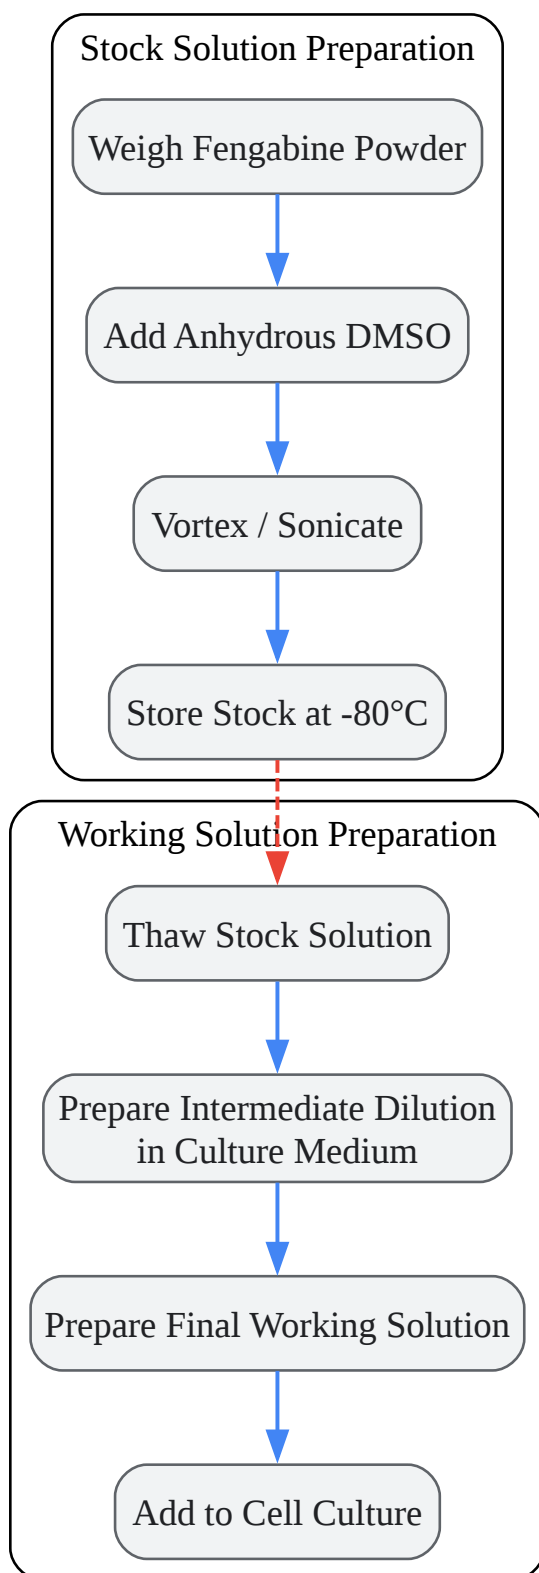 Stock Solution Preparation
Weigh Fengabine Powder
Add Anhydrous DMSO
Vortex / Sonicate
Store Stock at -80°C
Working Solution Preparation
Thaw Stock Solution
Prepare Intermediate Dilution
in Culture Medium
Prepare Final Working Solution
Add to Cell Culture